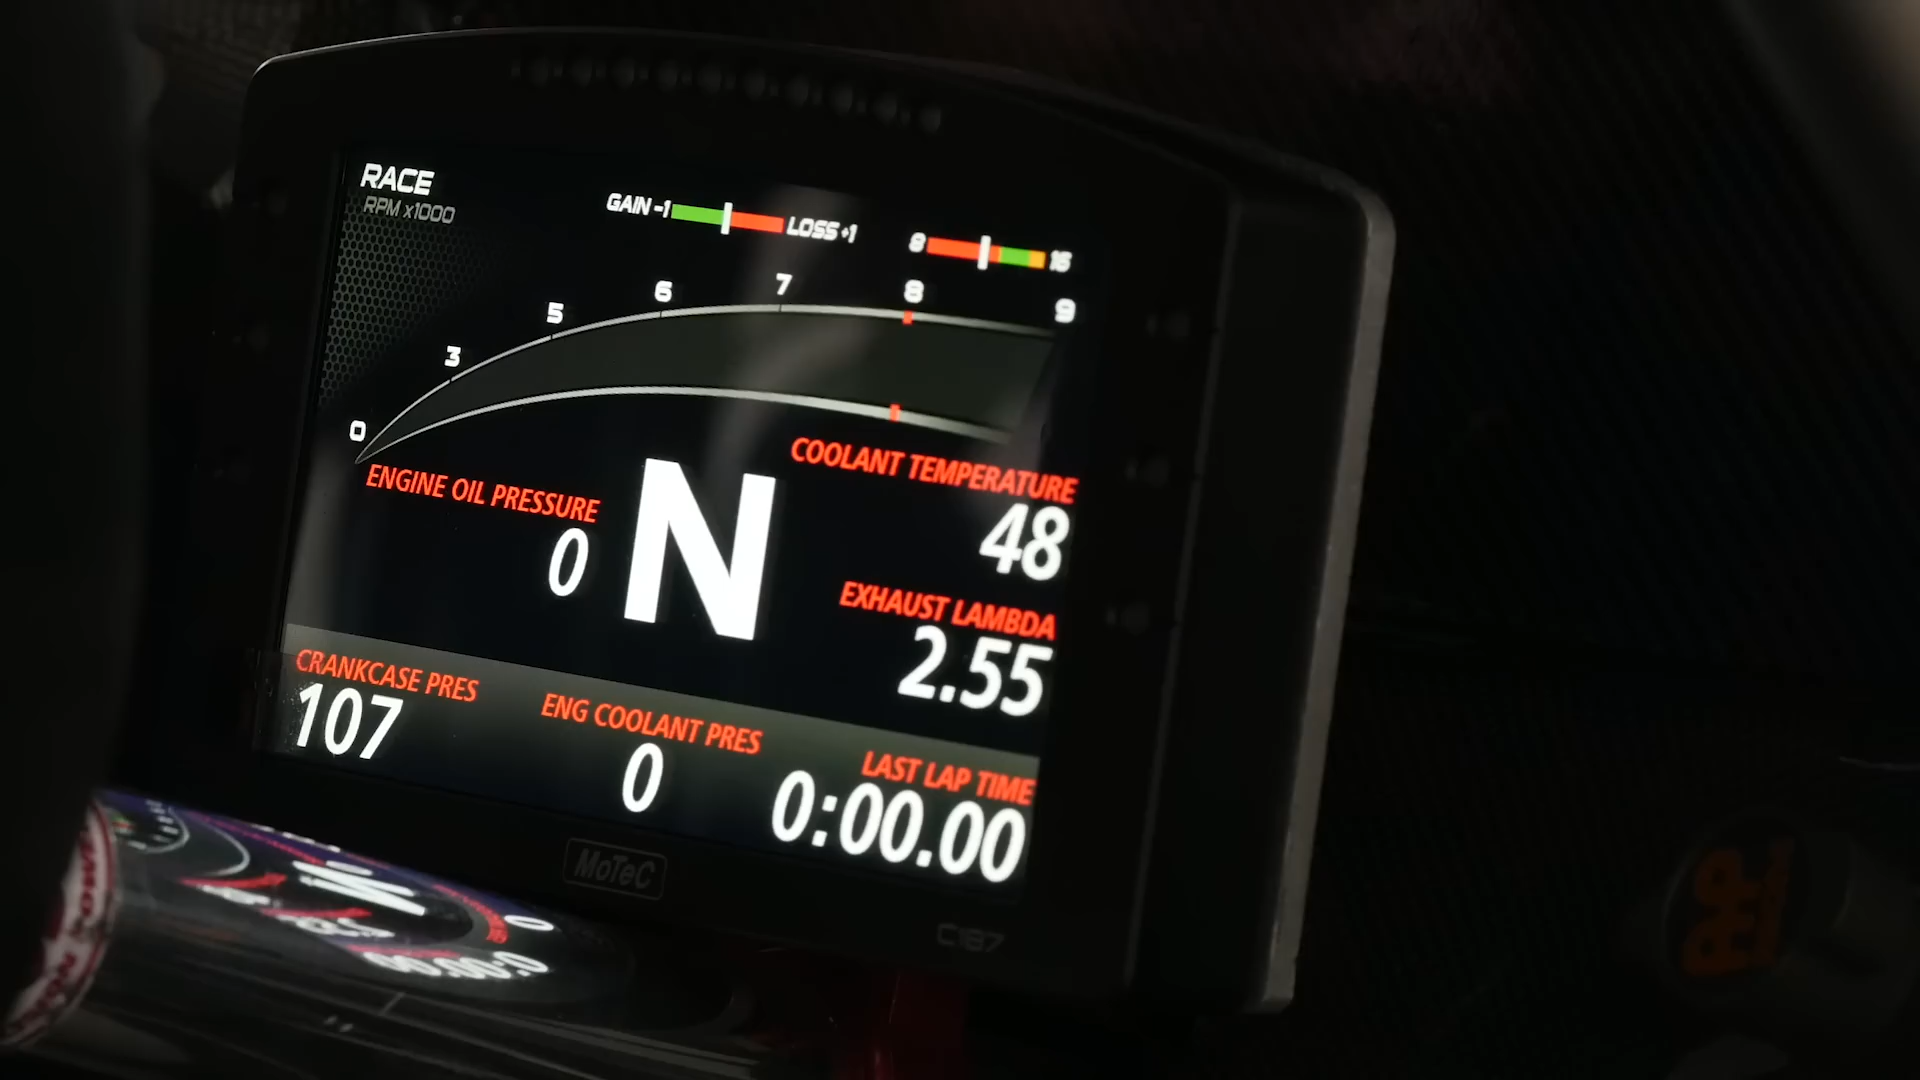 RACE
RPM x1000
GAIN -1
LOSS +1
8
15
0
3
5
6
7
8
9
ENGINE OIL PRESSURE
0
N
COOLANT TEMPERATURE
48
EXHAUST LAMBDA
2.55
CRANKCASE PRES
107
ENG COOLANT PRES
0
LAST LAP TIME
0:00.00
MoTeC
C187